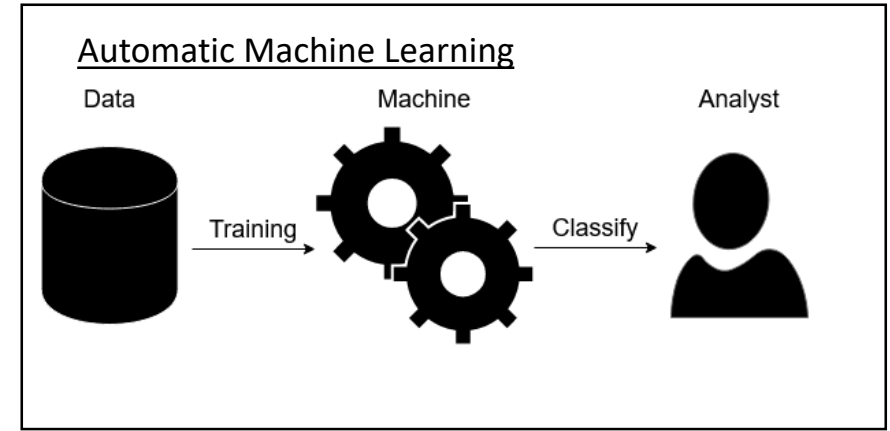 Automatic Machine Learning
Data
Machine
Analyst
Training
Classify